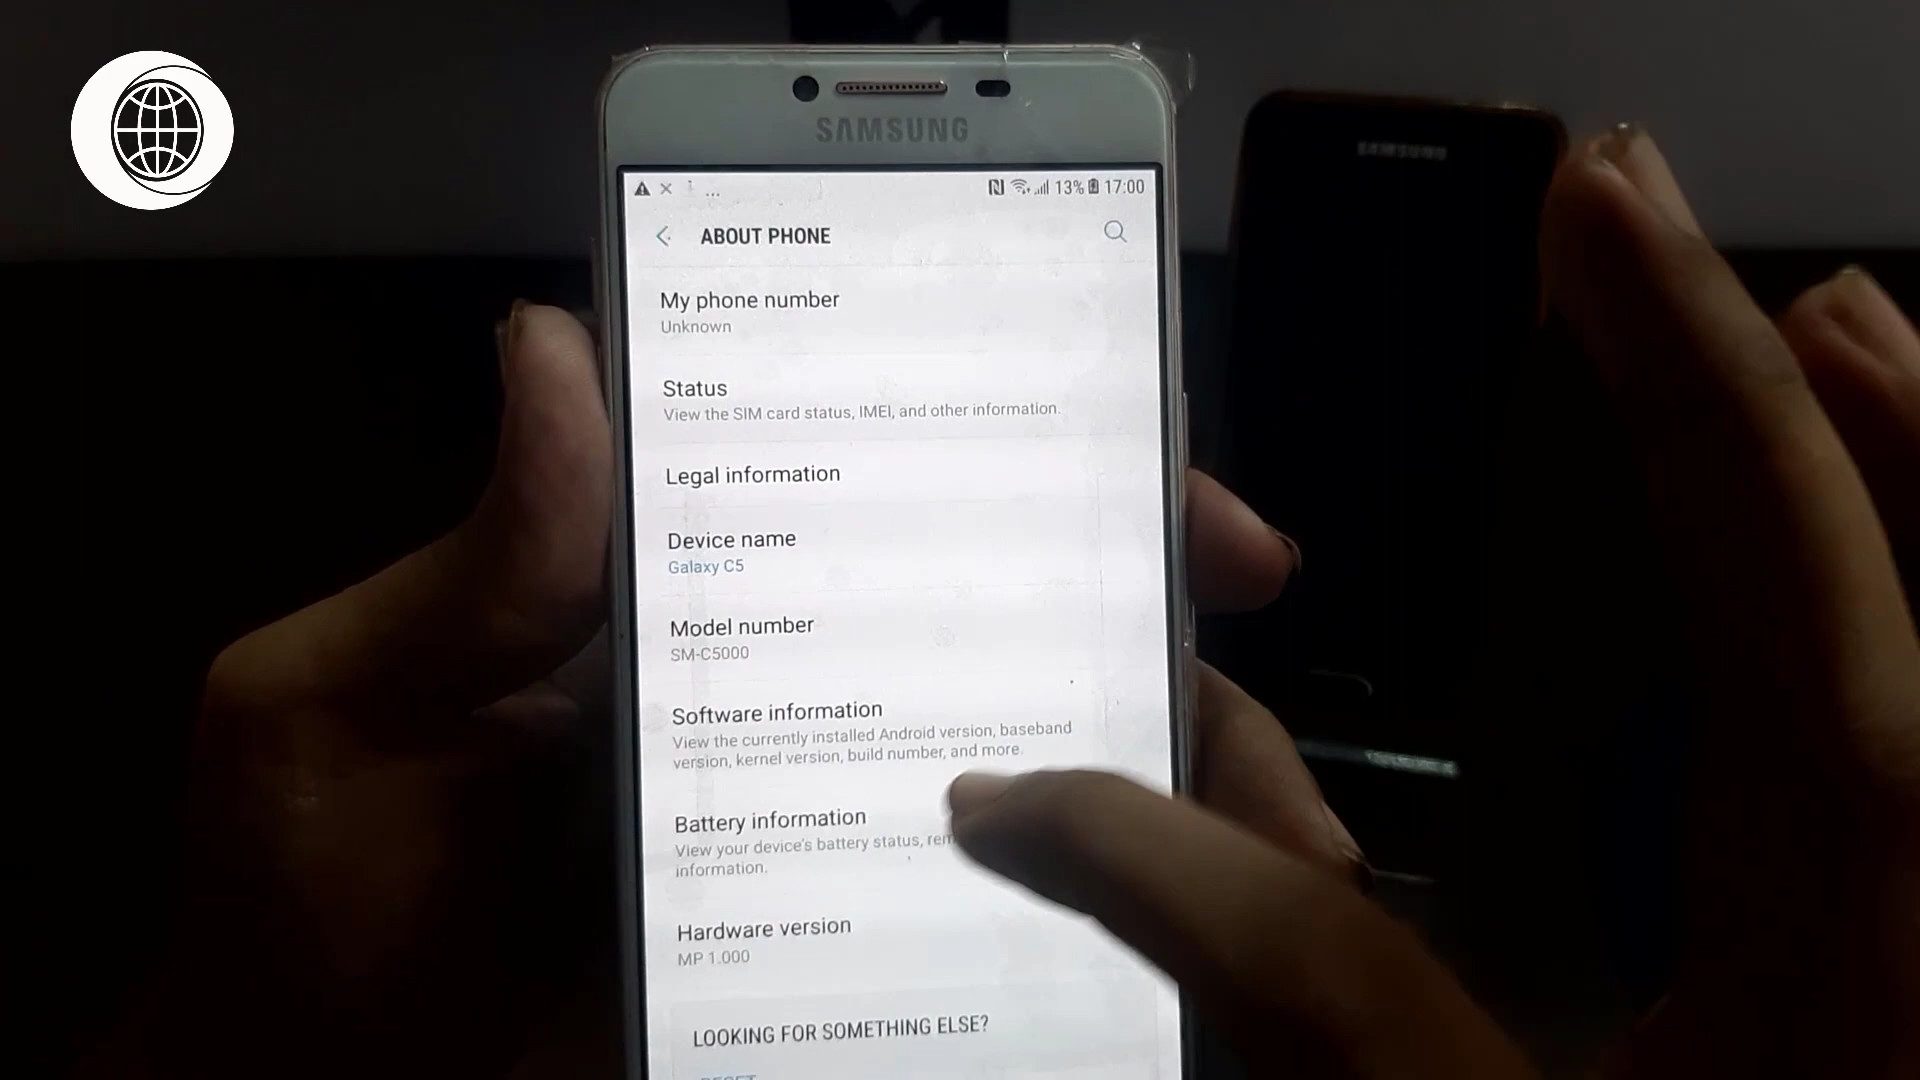 SAMSUNG
SAMSUNG
... 13% 17:00
ABOUT PHONE
My phone number
Unknown
Status
View the SIM card status, IMEI, and other information.
Legal information
Device name
Galaxy C5
Model number
SM-C5000
Software information
View the currently installed Android version, baseband
version, kernel version, build number, and more.
Battery information
View your device's battery status,
information.
Hardware version
MP 1.000
LOOKING FOR SOMETHING ELSE?
RESET